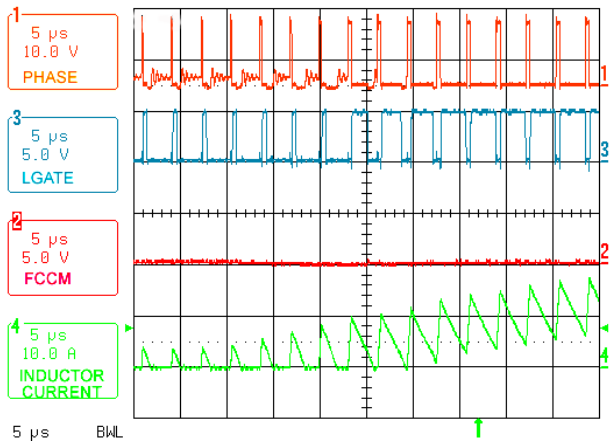 1
5 µs
10.0 V
PHASE
1
3
5 µs
5.0 V
LGATE
3
2
5 µs
5.0 V
FCCM
2
4
5 µs
10.0 A
INDUCTOR
CURRENT
4
5 µs BWL